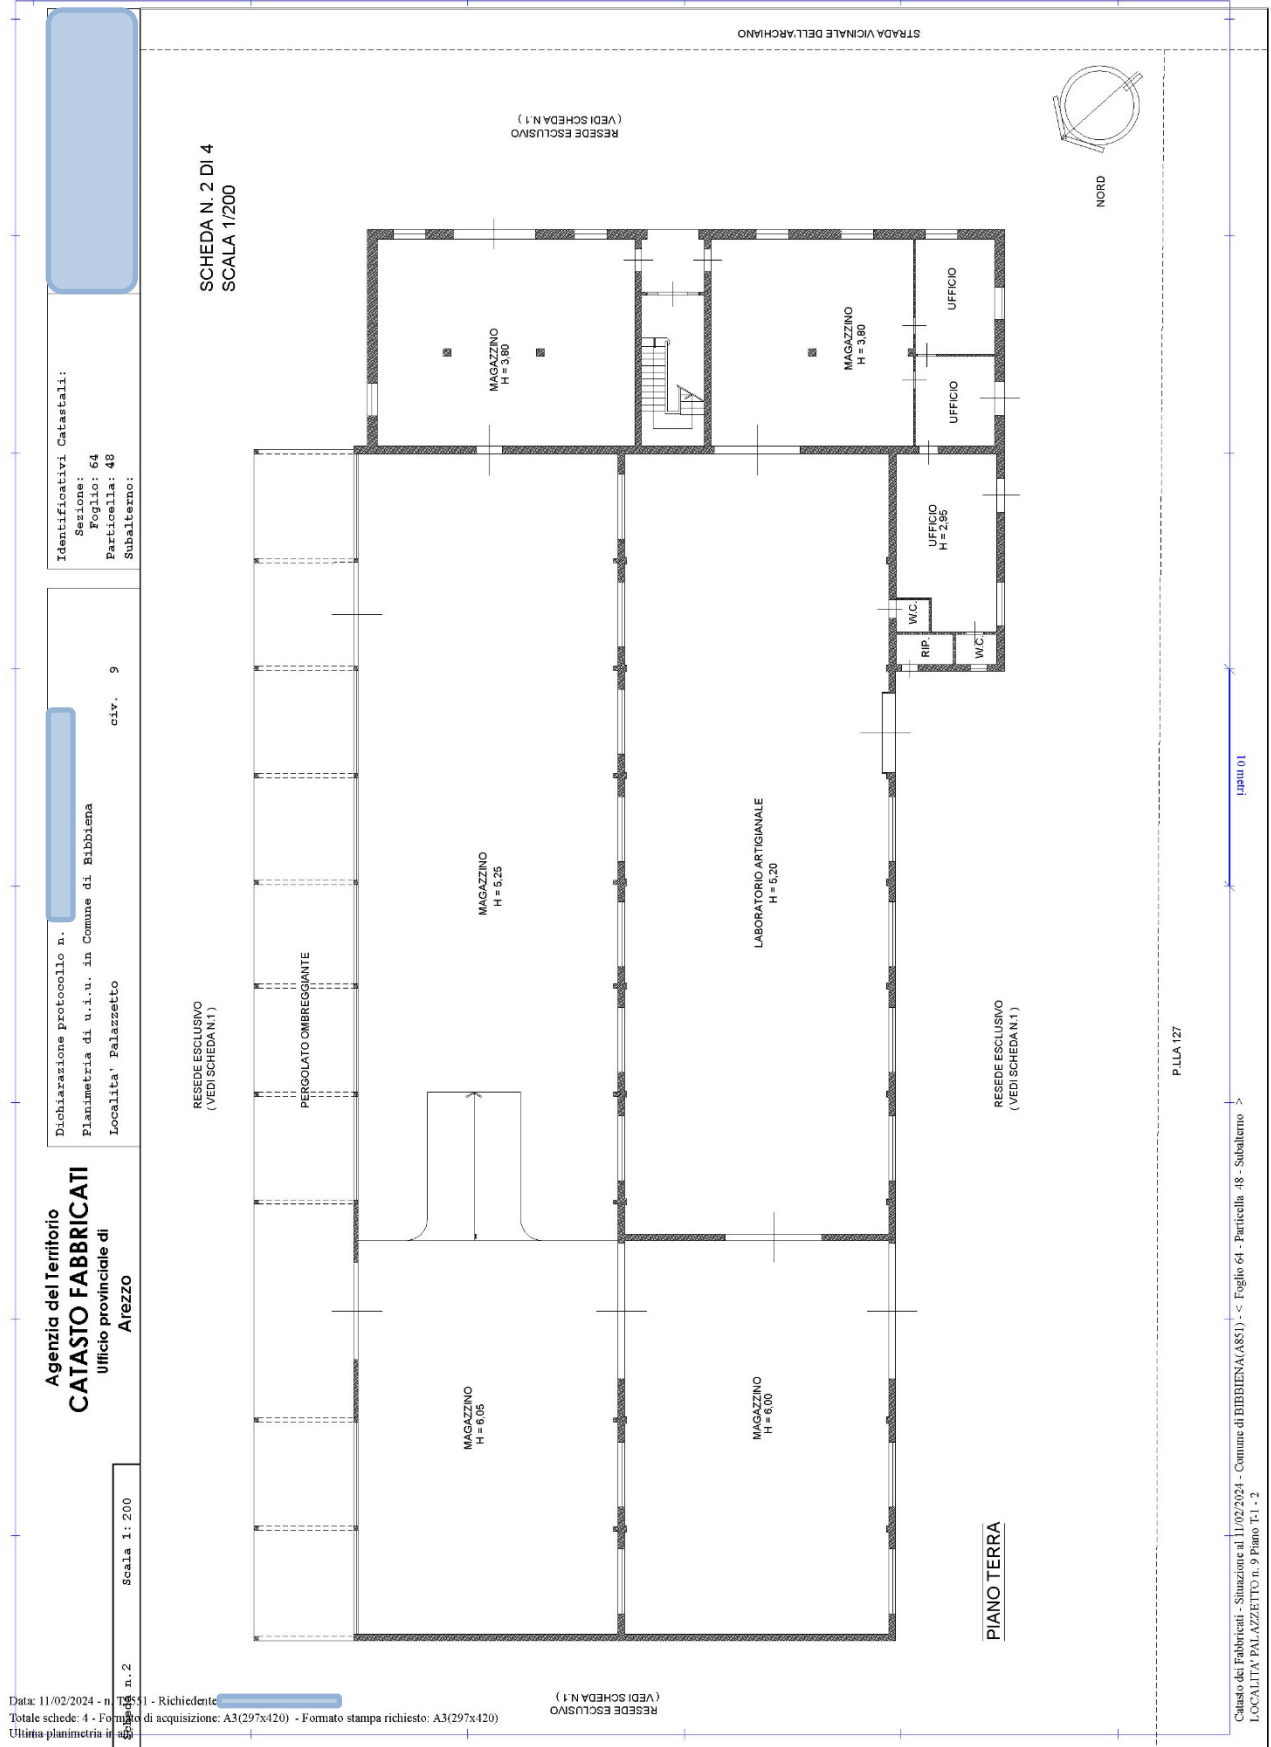 Agenzia del Territorio
CATASTO FABBRICATI
Ufficio provinciale di
Arezzo
Dichiarazione protocollo n.
Planimetria di u.i.u. in Comune di Bibbiena
Localita' Palazzetto civ. 9
Identificativi Catastali:
Sezione:
Foglio: 64
Particella: 48
Subalterno:
Scheda n.2 Scala 1: 200
SCHEDA N. 2 DI 4
SCALA 1/200
STRADA VICINALE DELL'ARCHIANO
RESEDE ESCLUSIVO
( VEDI SCHEDA N.1 )
NORD
MAGAZZINO
H = 3,80
MAGAZZINO
H = 3,80
UFFICIO
UFFICIO
UFFICIO
H = 2,95
W.C.
RIP.
W.C.
RESEDE ESCLUSIVO
( VEDI SCHEDA N.1 )
PERGOLATO OMBREGGIANTE
MAGAZZINO
H = 5,25
LABORATORIO ARTIGIANALE
H = 5,20
RESEDE ESCLUSIVO
( VEDI SCHEDA N.1 )
P.LLA 127
10 metri
MAGAZZINO
H = 6,05
MAGAZZINO
H = 6,00
PIANO TERRA
RESEDE ESCLUSIVO
( VEDI SCHEDA N.1 )
Data: 11/02/2024 - n. - Richiedente
Totale schede: 4 - Formato di acquisizione: A3(297x420) - Formato stampa richiesto: A3(297x420)
Ultima planimetria in
Catasto dei Fabbricati - Situazione al 11/02/2024 - Comune di BIBBIENA(A851) - < Foglio 64 - Particella 48 - Subalterno >
LOCALITA' PALAZZETTO n. 9 Piano T-1 - 2